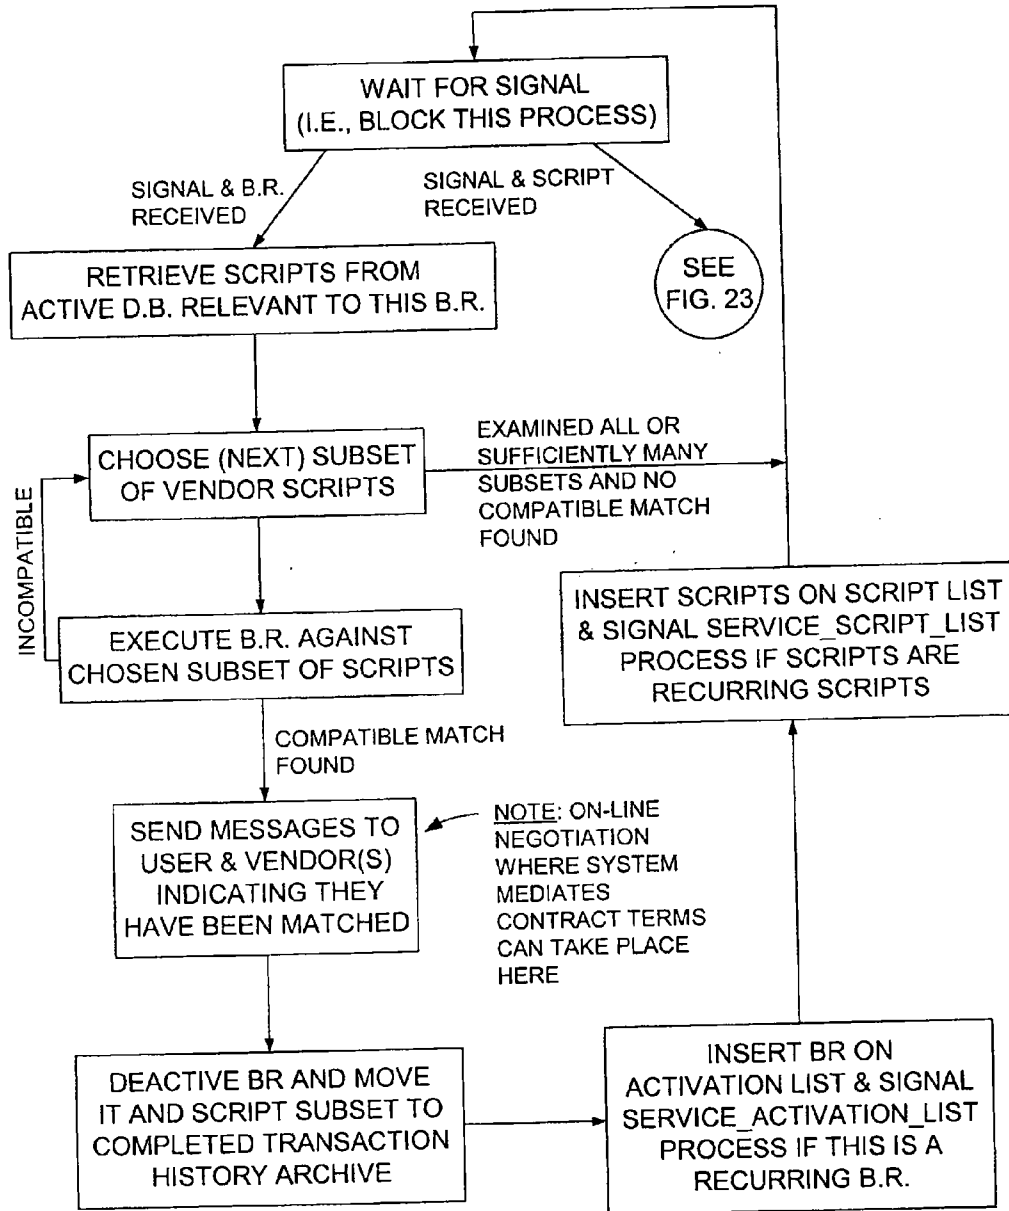 WAIT FOR SIGNAL
(I.E., BLOCK THIS PROCESS)
SIGNAL & B.R.
RECEIVED
SIGNAL & SCRIPT
RECEIVED
RETRIEVE SCRIPTS FROM
ACTIVE D.B. RELEVANT TO THIS B.R.
SEE
FIG. 23
CHOOSE (NEXT) SUBSET
OF VENDOR SCRIPTS
EXAMINED ALL OR
SUFFICIENTLY MANY
SUBSETS AND NO
COMPATIBLE MATCH
FOUND
INCOMPATIBLE
EXECUTE B.R. AGAINST
CHOSEN SUBSET OF SCRIPTS
INSERT SCRIPTS ON SCRIPT LIST
& SIGNAL SERVICE_SCRIPT_LIST
PROCESS IF SCRIPTS ARE
RECURRING SCRIPTS
COMPATIBLE MATCH
FOUND
SEND MESSAGES TO
USER & VENDOR(S)
INDICATING THEY
HAVE BEEN MATCHED
NOTE: ON-LINE
NEGOTIATION
WHERE SYSTEM
MEDIATES
CONTRACT TERMS
CAN TAKE PLACE
HERE
DEACTIVE BR AND MOVE
IT AND SCRIPT SUBSET TO
COMPLETED TRANSACTION
HISTORY ARCHIVE
INSERT BR ON
ACTIVATION LIST & SIGNAL
SERVICE_ACTIVATION_LIST
PROCESS IF THIS IS A
RECURRING B.R.